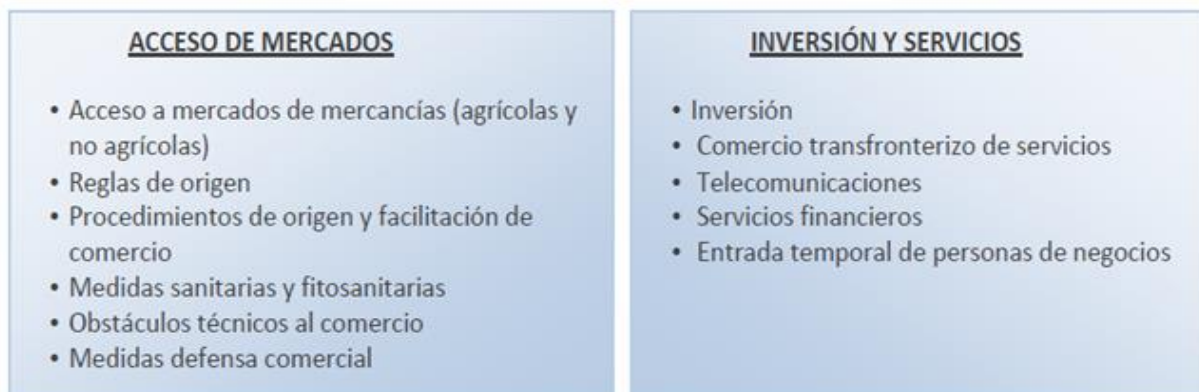 ACCESO DE MERCADOS
• Acceso a mercados de mercancías (agrícolas y
no agrícolas)
• Reglas de origen
• Procedimientos de origen y facilitación de
comercio
• Medidas sanitarias y fitosanitarias
• Obstáculos técnicos al comercio
• Medidas defensa comercial
INVERSIÓN Y SERVICIOS
• Inversión
• Comercio transfronterizo de servicios
• Telecomunicaciones
• Servicios financieros
• Entrada temporal de personas de negocios